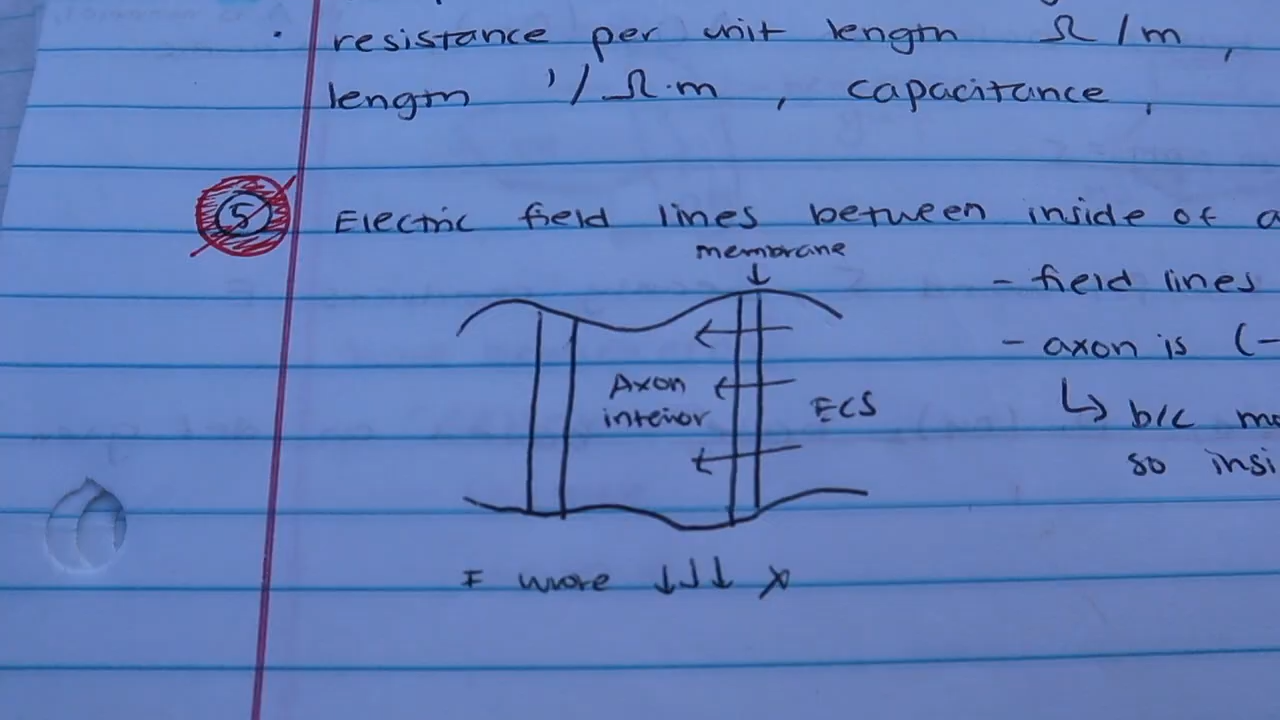 • resistance per unit length Ω/m,
length 1/Ω·m, capacitance,
5 Electric field lines between inside of a
membrane
- field lines
- axon is (-
Axon interior
ECS
↳ b/c mo
so insi
I wrote ↓↓↓ X